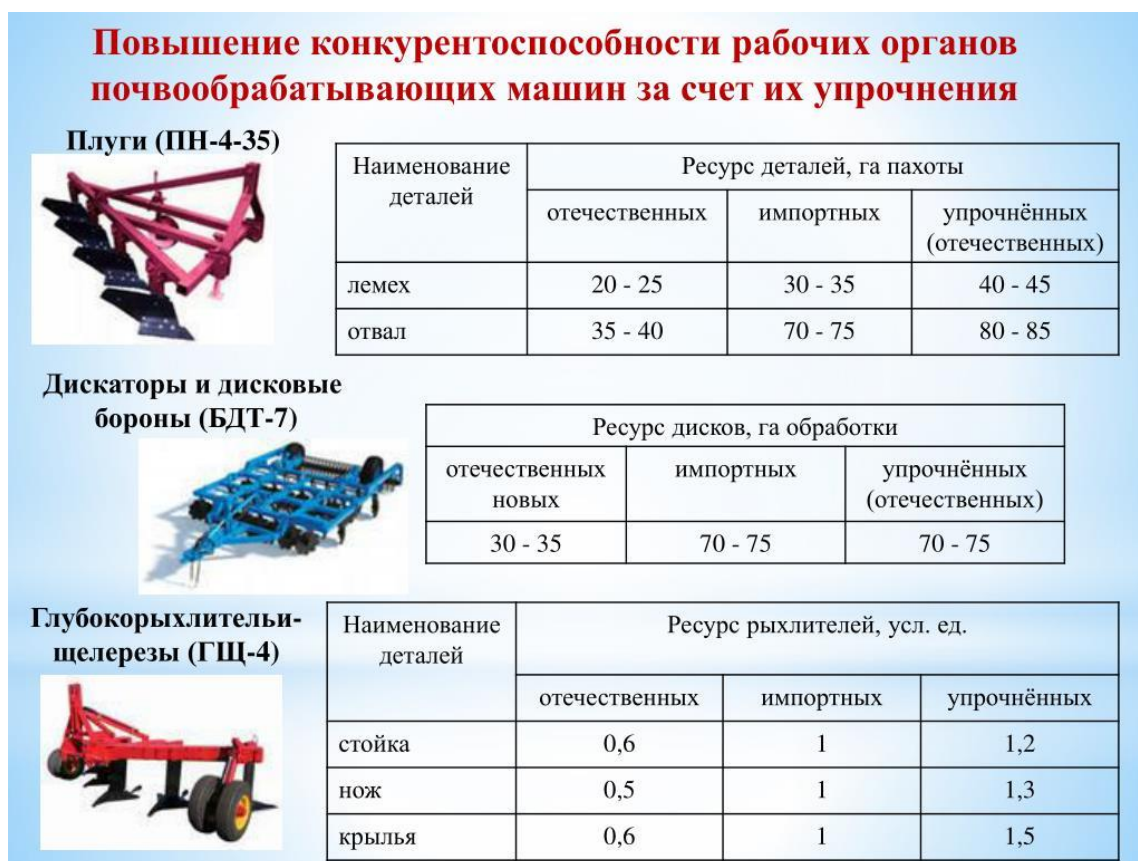 Повышение конкурентоспособности рабочих органов
почвообрабатывающих машин за счет их упрочнения
Плуги (ПН-4-35)
Наименование деталей
Ресурс деталей, га пахоты
отечественных
импортных
упрочнённых (отечественных)
лемех 20 - 25 30 - 35 40 - 45
отвал 35 - 40 70 - 75 80 - 85
Дискаторы и дисковые
бороны (БДТ-7)
Ресурс дисков, га обработки
отечественных новых
импортных
упрочнённых (отечественных)
30 - 35 70 - 75 70 - 75
Глубокорыхлительи-
щелерезы (ГЩ-4)
Наименование деталей
Ресурс рыхлителей, усл. ед.
отечественных импортных упрочнённых
стойка 0,6 1 1,2
нож 0,5 1 1,3
крылья 0,6 1 1,5